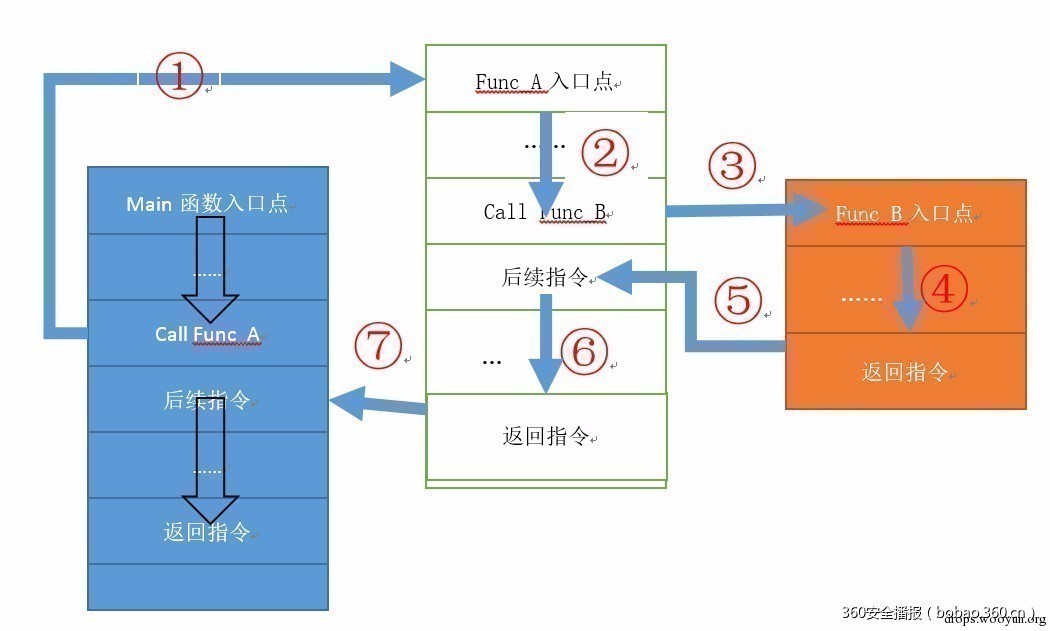 ①
Func_A 入口点
……
②
Call Func_B
③
Main 函数入口点
……
Call Func_A
后续指令
……
返回指令
后续指令
⑤
…
⑥
⑦
返回指令
Func_B 入口点
……
④
返回指令
360安全播报（bobao.360.cn）
drops.wooyun.org